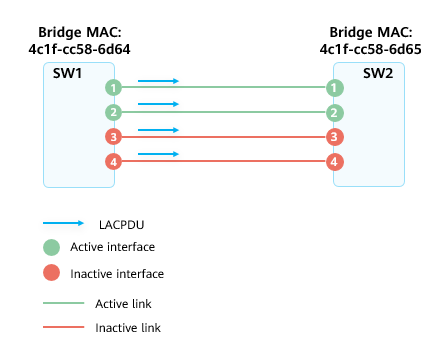 Bridge MAC:
4c1f-cc58-6d64
Bridge MAC:
4c1f-cc58-6d65
SW1
SW2
1
1
2
2
3
3
4
4
LACPDU
Active interface
Inactive interface
Active link
Inactive link